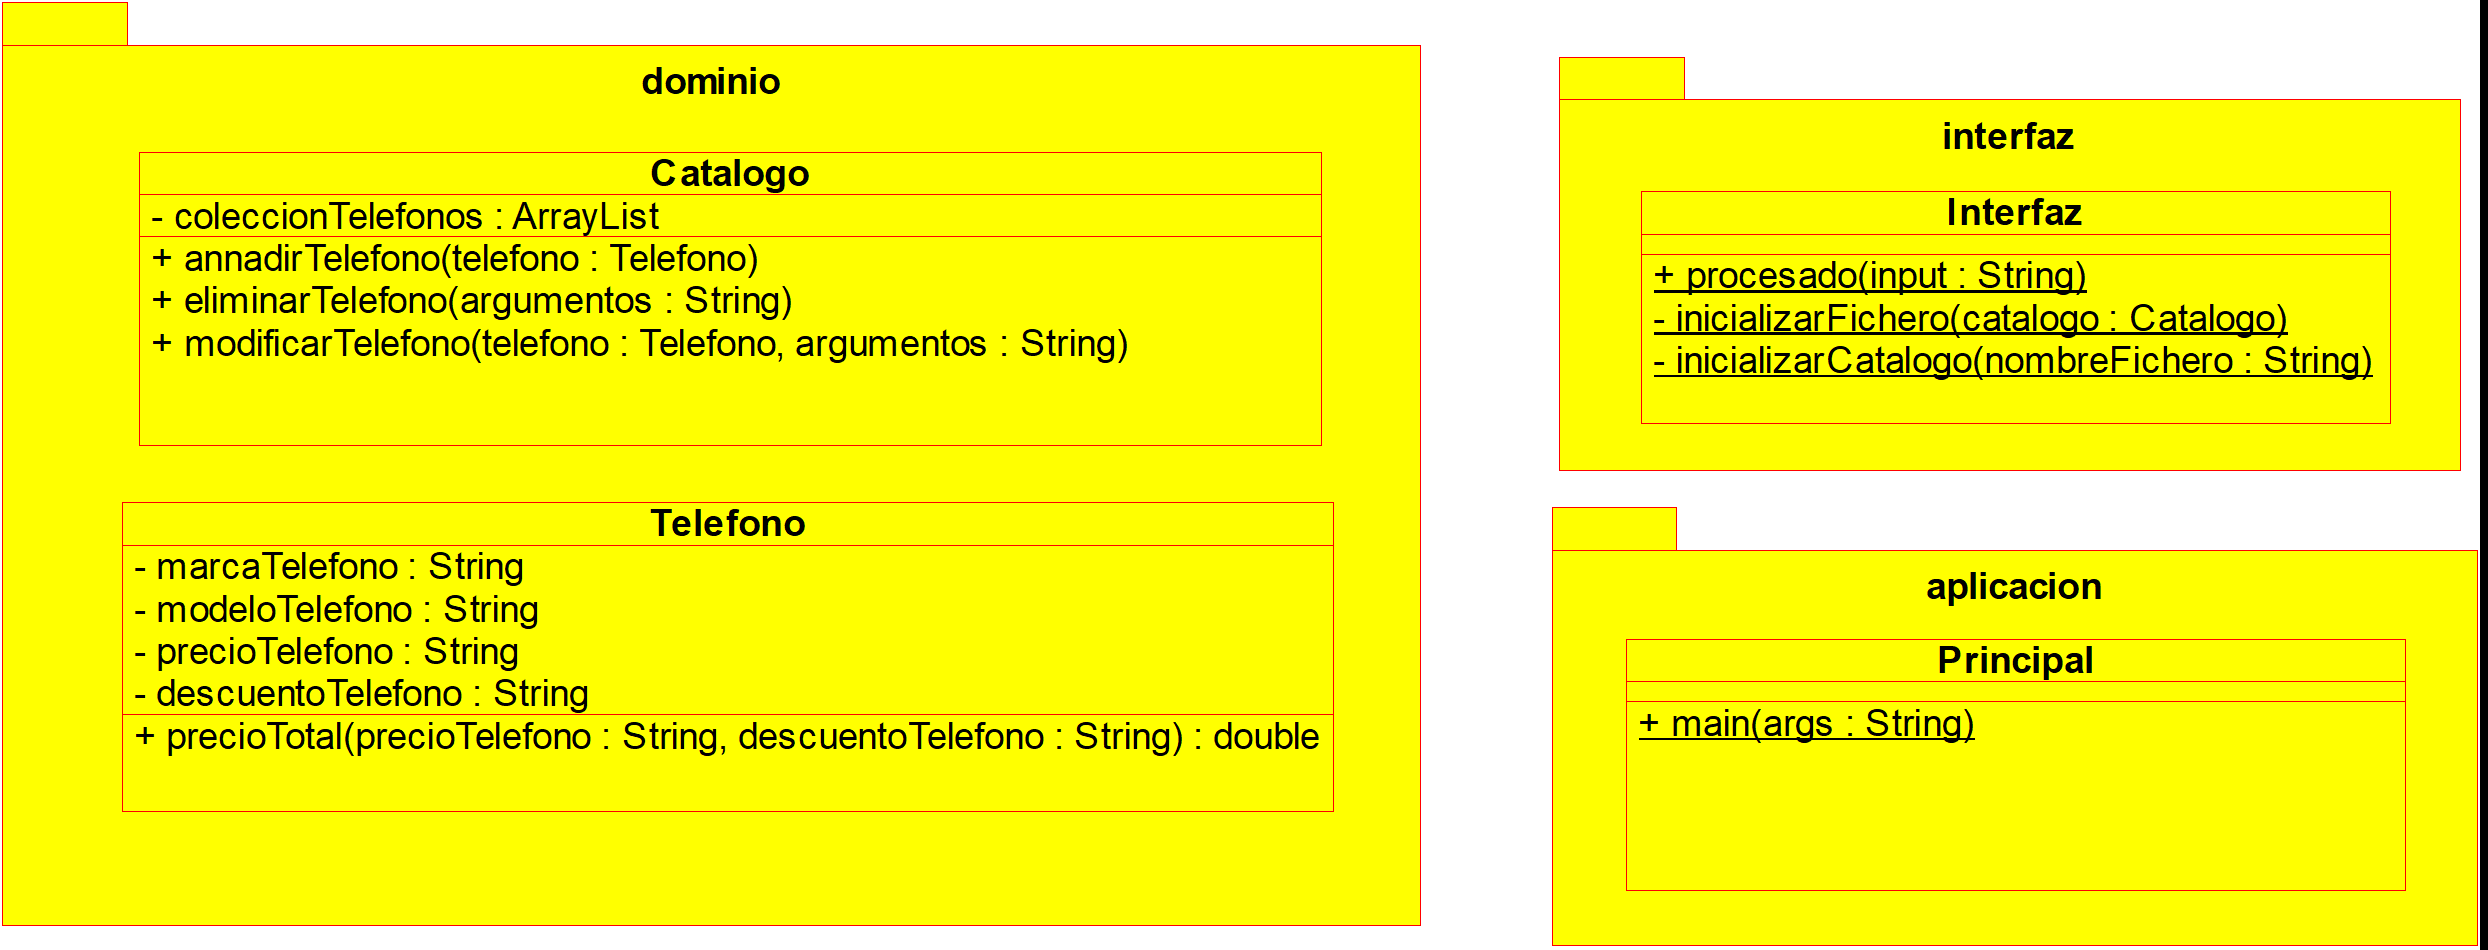 dominio
Catalogo
- coleccionTelefonos : ArrayList
+ annadirTelefono(telefono : Telefono)
+ eliminarTelefono(argumentos : String)
+ modificarTelefono(telefono : Telefono, argumentos : String)
Telefono
- marcaTelefono : String
- modeloTelefono : String
- precioTelefono : String
- descuentoTelefono : String
+ precioTotal(precioTelefono : String, descuentoTelefono : String) : double
interfaz
Interfaz
+ procesado(input : String)
- inicializarFichero(catalogo : Catalogo)
- inicializarCatalogo(nombreFichero : String)
aplicacion
Principal
+ main(args : String)